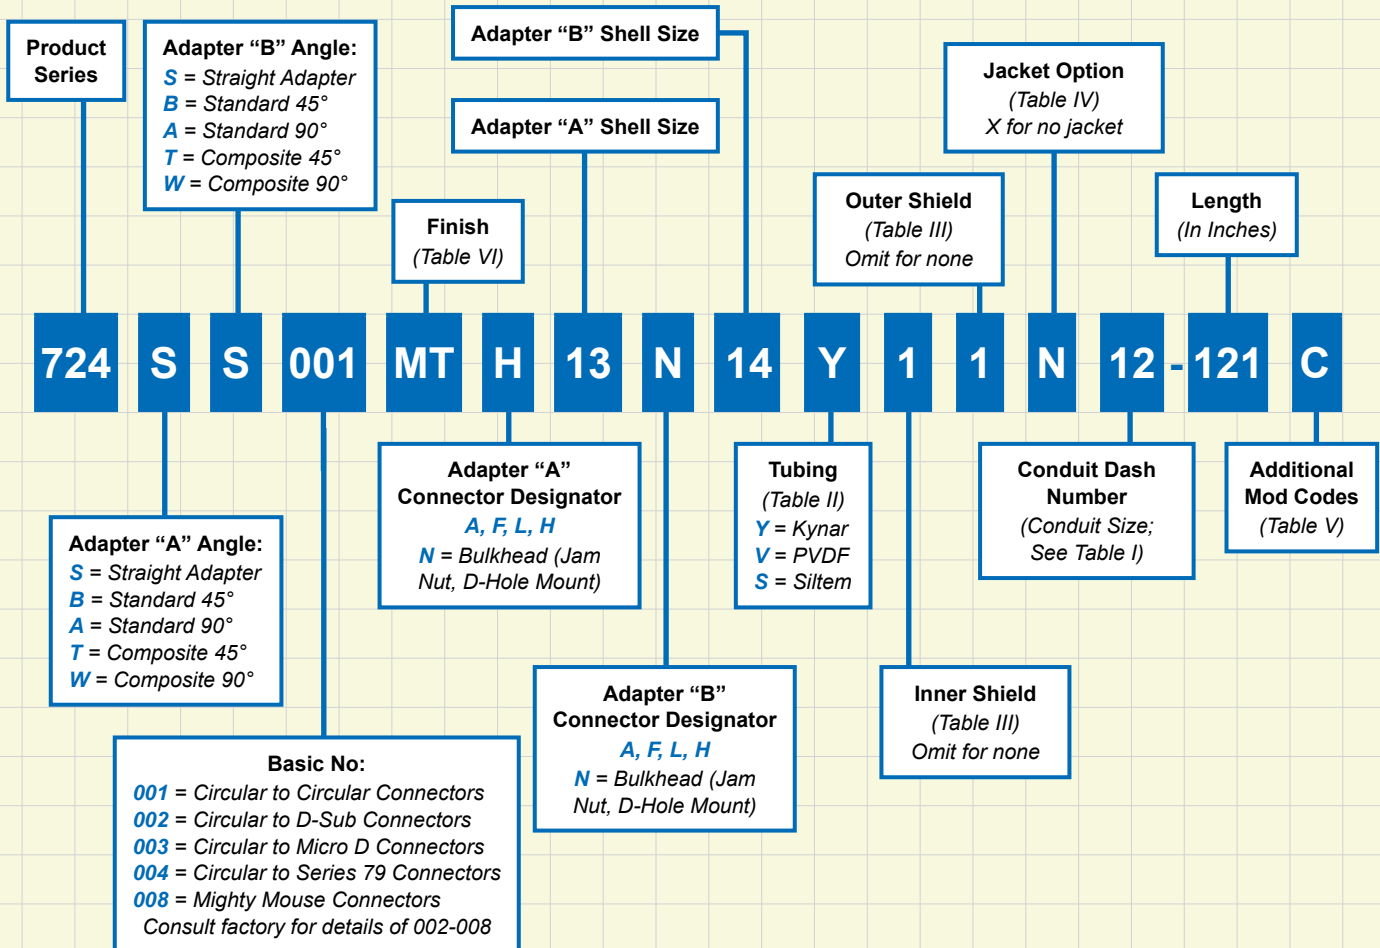 Product
Series
Adapter “B” Angle:
S = Straight Adapter
B = Standard 45°
A = Standard 90°
T = Composite 45°
W = Composite 90°
Adapter “B” Shell Size
Adapter “A” Shell Size
Finish
(Table VI)
Jacket Option
(Table IV)
X for no jacket
Outer Shield
(Table III)
Omit for none
Length
(In Inches)
724 S S 001 MT H 13 N 14 Y 1 1 N 12 - 121 C
Adapter “A” Angle:
S = Straight Adapter
B = Standard 45°
A = Standard 90°
T = Composite 45°
W = Composite 90°
Basic No:
001 = Circular to Circular Connectors
002 = Circular to D-Sub Connectors
003 = Circular to Micro D Connectors
004 = Circular to Series 79 Connectors
008 = Mighty Mouse Connectors
Consult factory for details of 002-008
Adapter “A”
Connector Designator
A, F, L, H
N = Bulkhead (Jam
Nut, D-Hole Mount)
Adapter “B”
Connector Designator
A, F, L, H
N = Bulkhead (Jam
Nut, D-Hole Mount)
Tubing
(Table II)
Y = Kynar
V = PVDF
S = Siltem
Inner Shield
(Table III)
Omit for none
Conduit Dash
Number
(Conduit Size;
See Table I)
Additional
Mod Codes
(Table V)